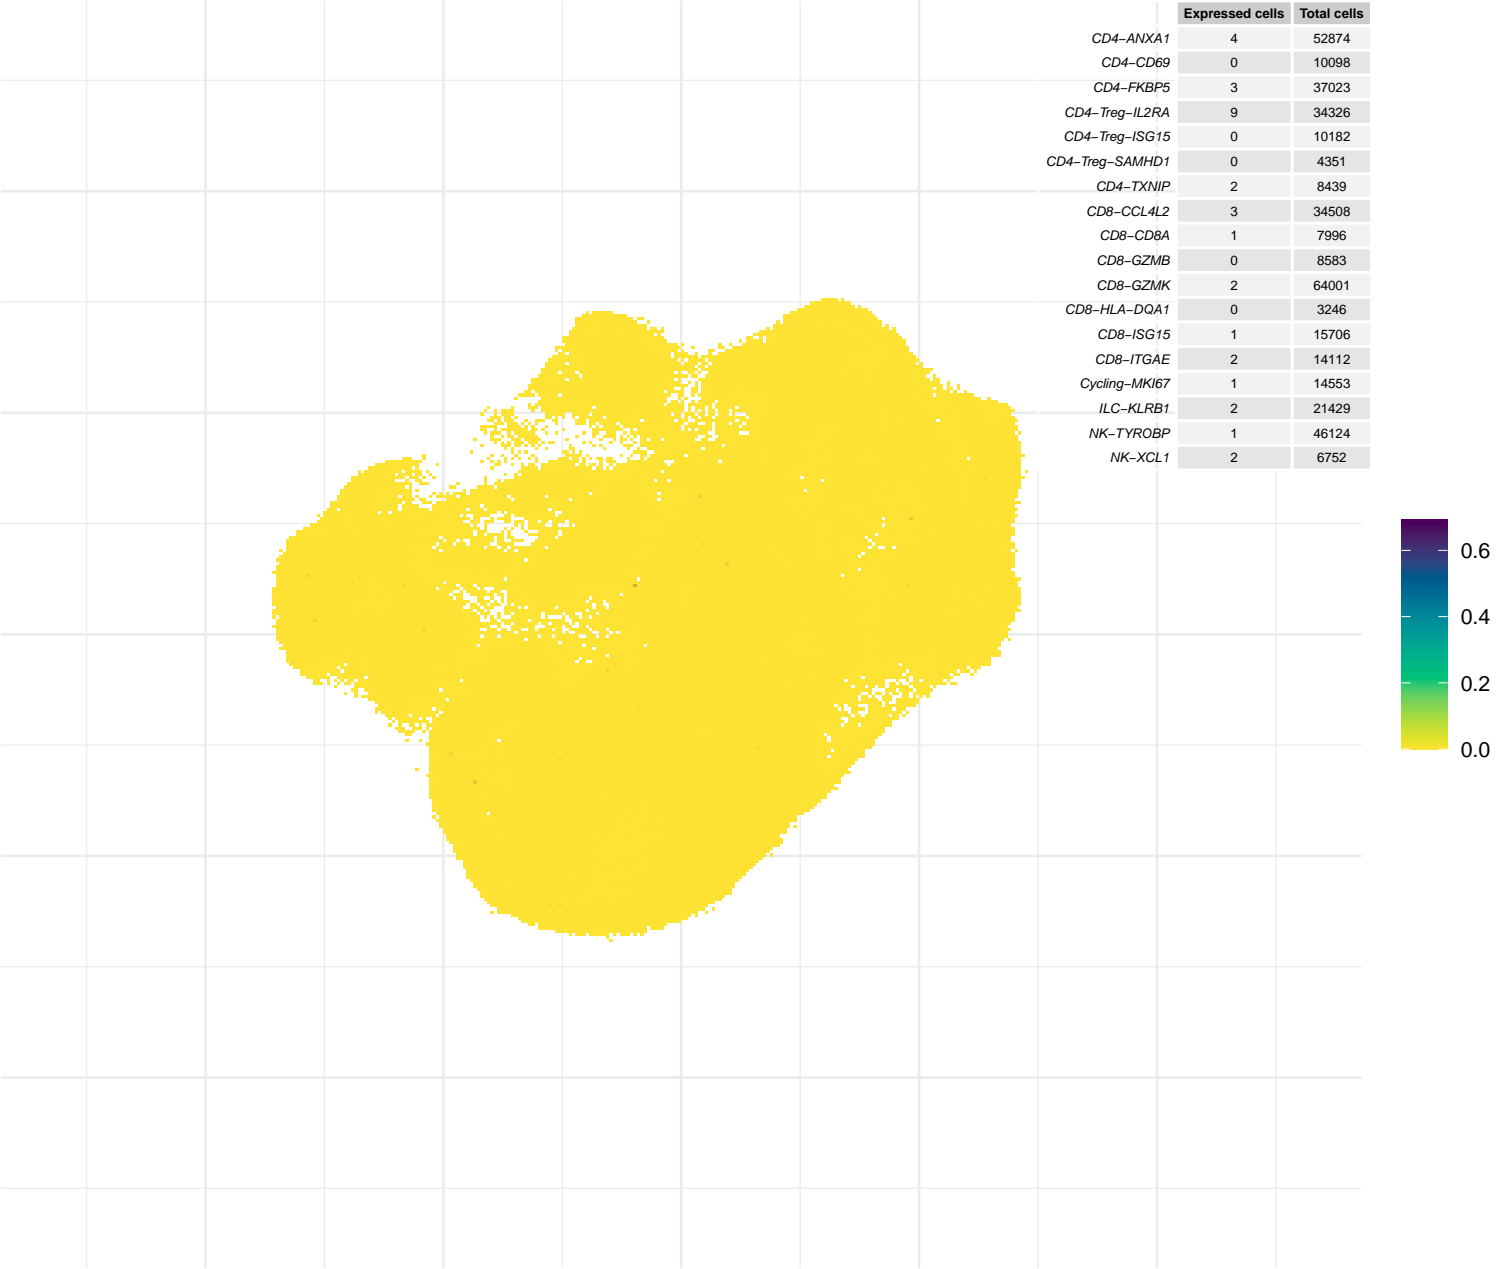 Expressed cells Total cells
CD4−ANXA1 4 52874
CD4−CD69 0 10098
CD4−FKBP5 3 37023
CD4−Treg−IL2RA 9 34326
CD4−Treg−ISG15 0 10182
CD4−Treg−SAMHD1 0 4351
CD4−TXNIP 2 8439
CD8−CCL4L2 3 34508
CD8−CD8A 1 7996
CD8−GZMB 0 8583
CD8−GZMK 2 64001
CD8−HLA−DQA1 0 3246
CD8−ISG15 1 15706
CD8−ITGAE 2 14112
Cycling−MKI67 1 14553
ILC−KLRB1 2 21429
NK−TYROBP 1 46124
NK−XCL1 2 6752
0.6
0.4
0.2
0.0